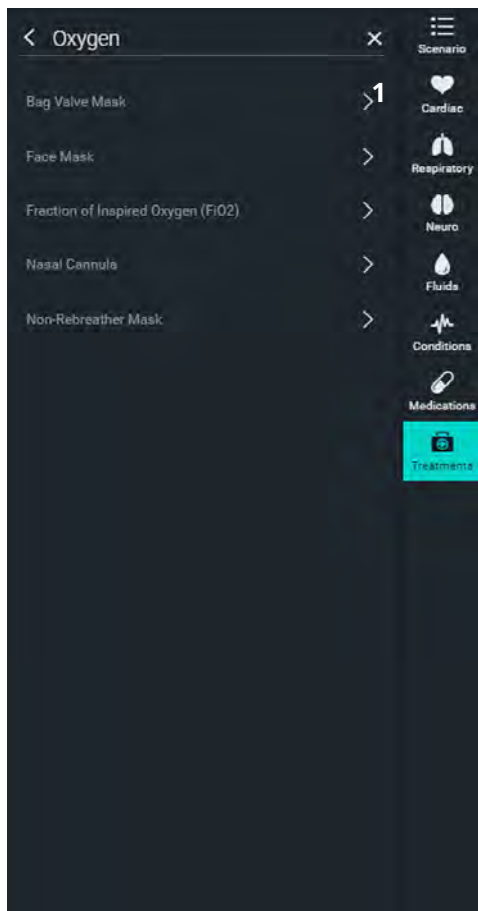 Oxygen
Bag Valve Mask
1
Face Mask
Fraction of Inspired Oxygen (FiO2)
Nasal Cannula
Non-Rebreather Mask
Scenario
Cardiac
Respiratory
Neuro
Fluids
Conditions
Medications
Treatments